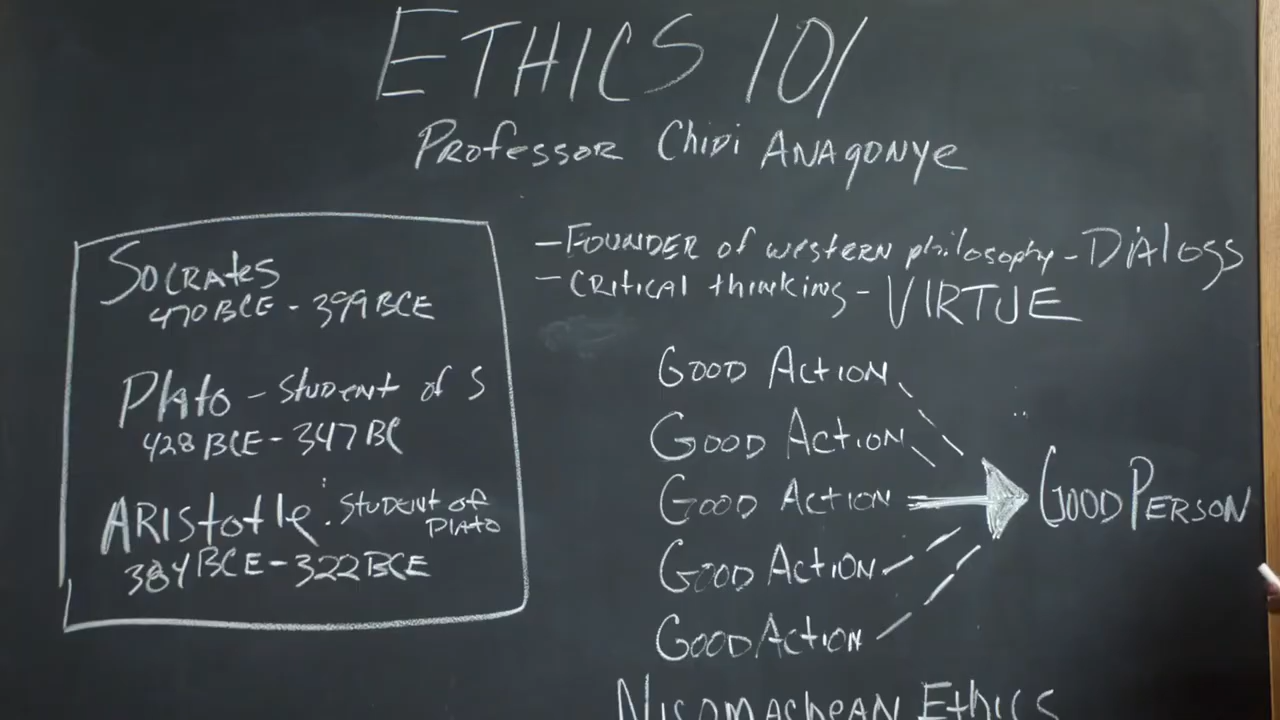 ETHICS 101
Professor Chidi Anagonye
Socrates
470 BCE - 399 BCE
Plato - Student of S
428 BCE - 347 BC
Aristotle: Student of
Plato
384 BCE - 322 BCE
- Founder of western philosophy - Dialogs
- Critical thinking - VIRTUE
Good Action
Good Action
Good Action
Good Action
Good Action
Good Person
Nicomachean Ethics